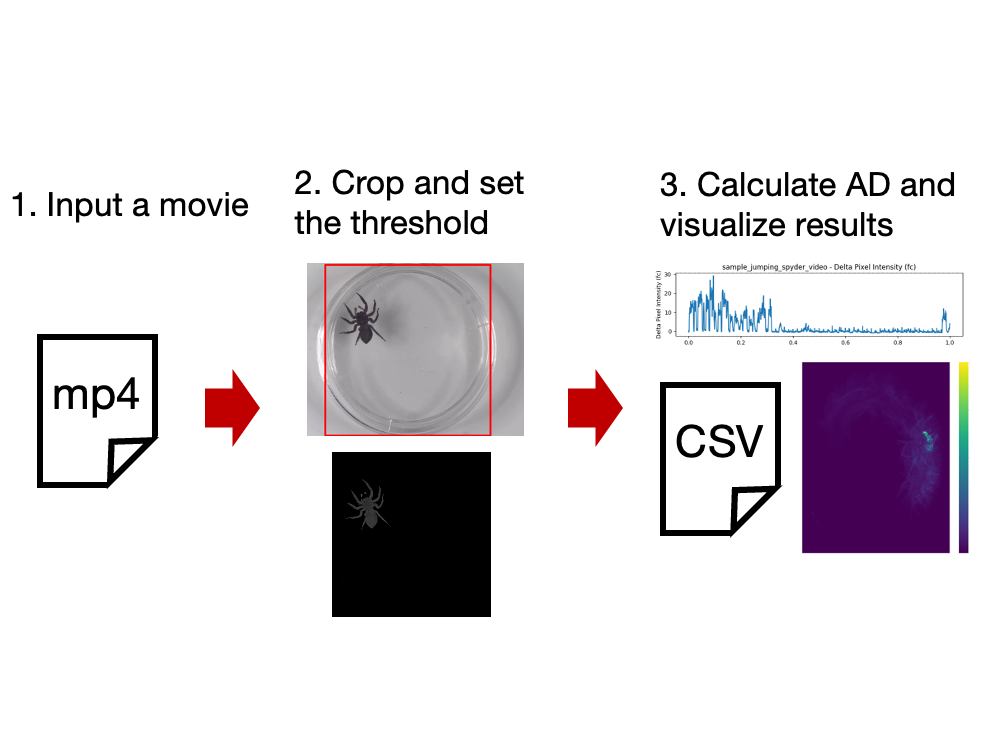 1. Input a movie
2. Crop and set
the threshold
3. Calculate AD and
visualize results
mp4
sample_jumping_spyder_video - Delta Pixel Intensity (fc)
Delta Pixel Intensity (fc)
30
20
10
0
0.0 0.2 0.4 0.6 0.8 1.0
CSV